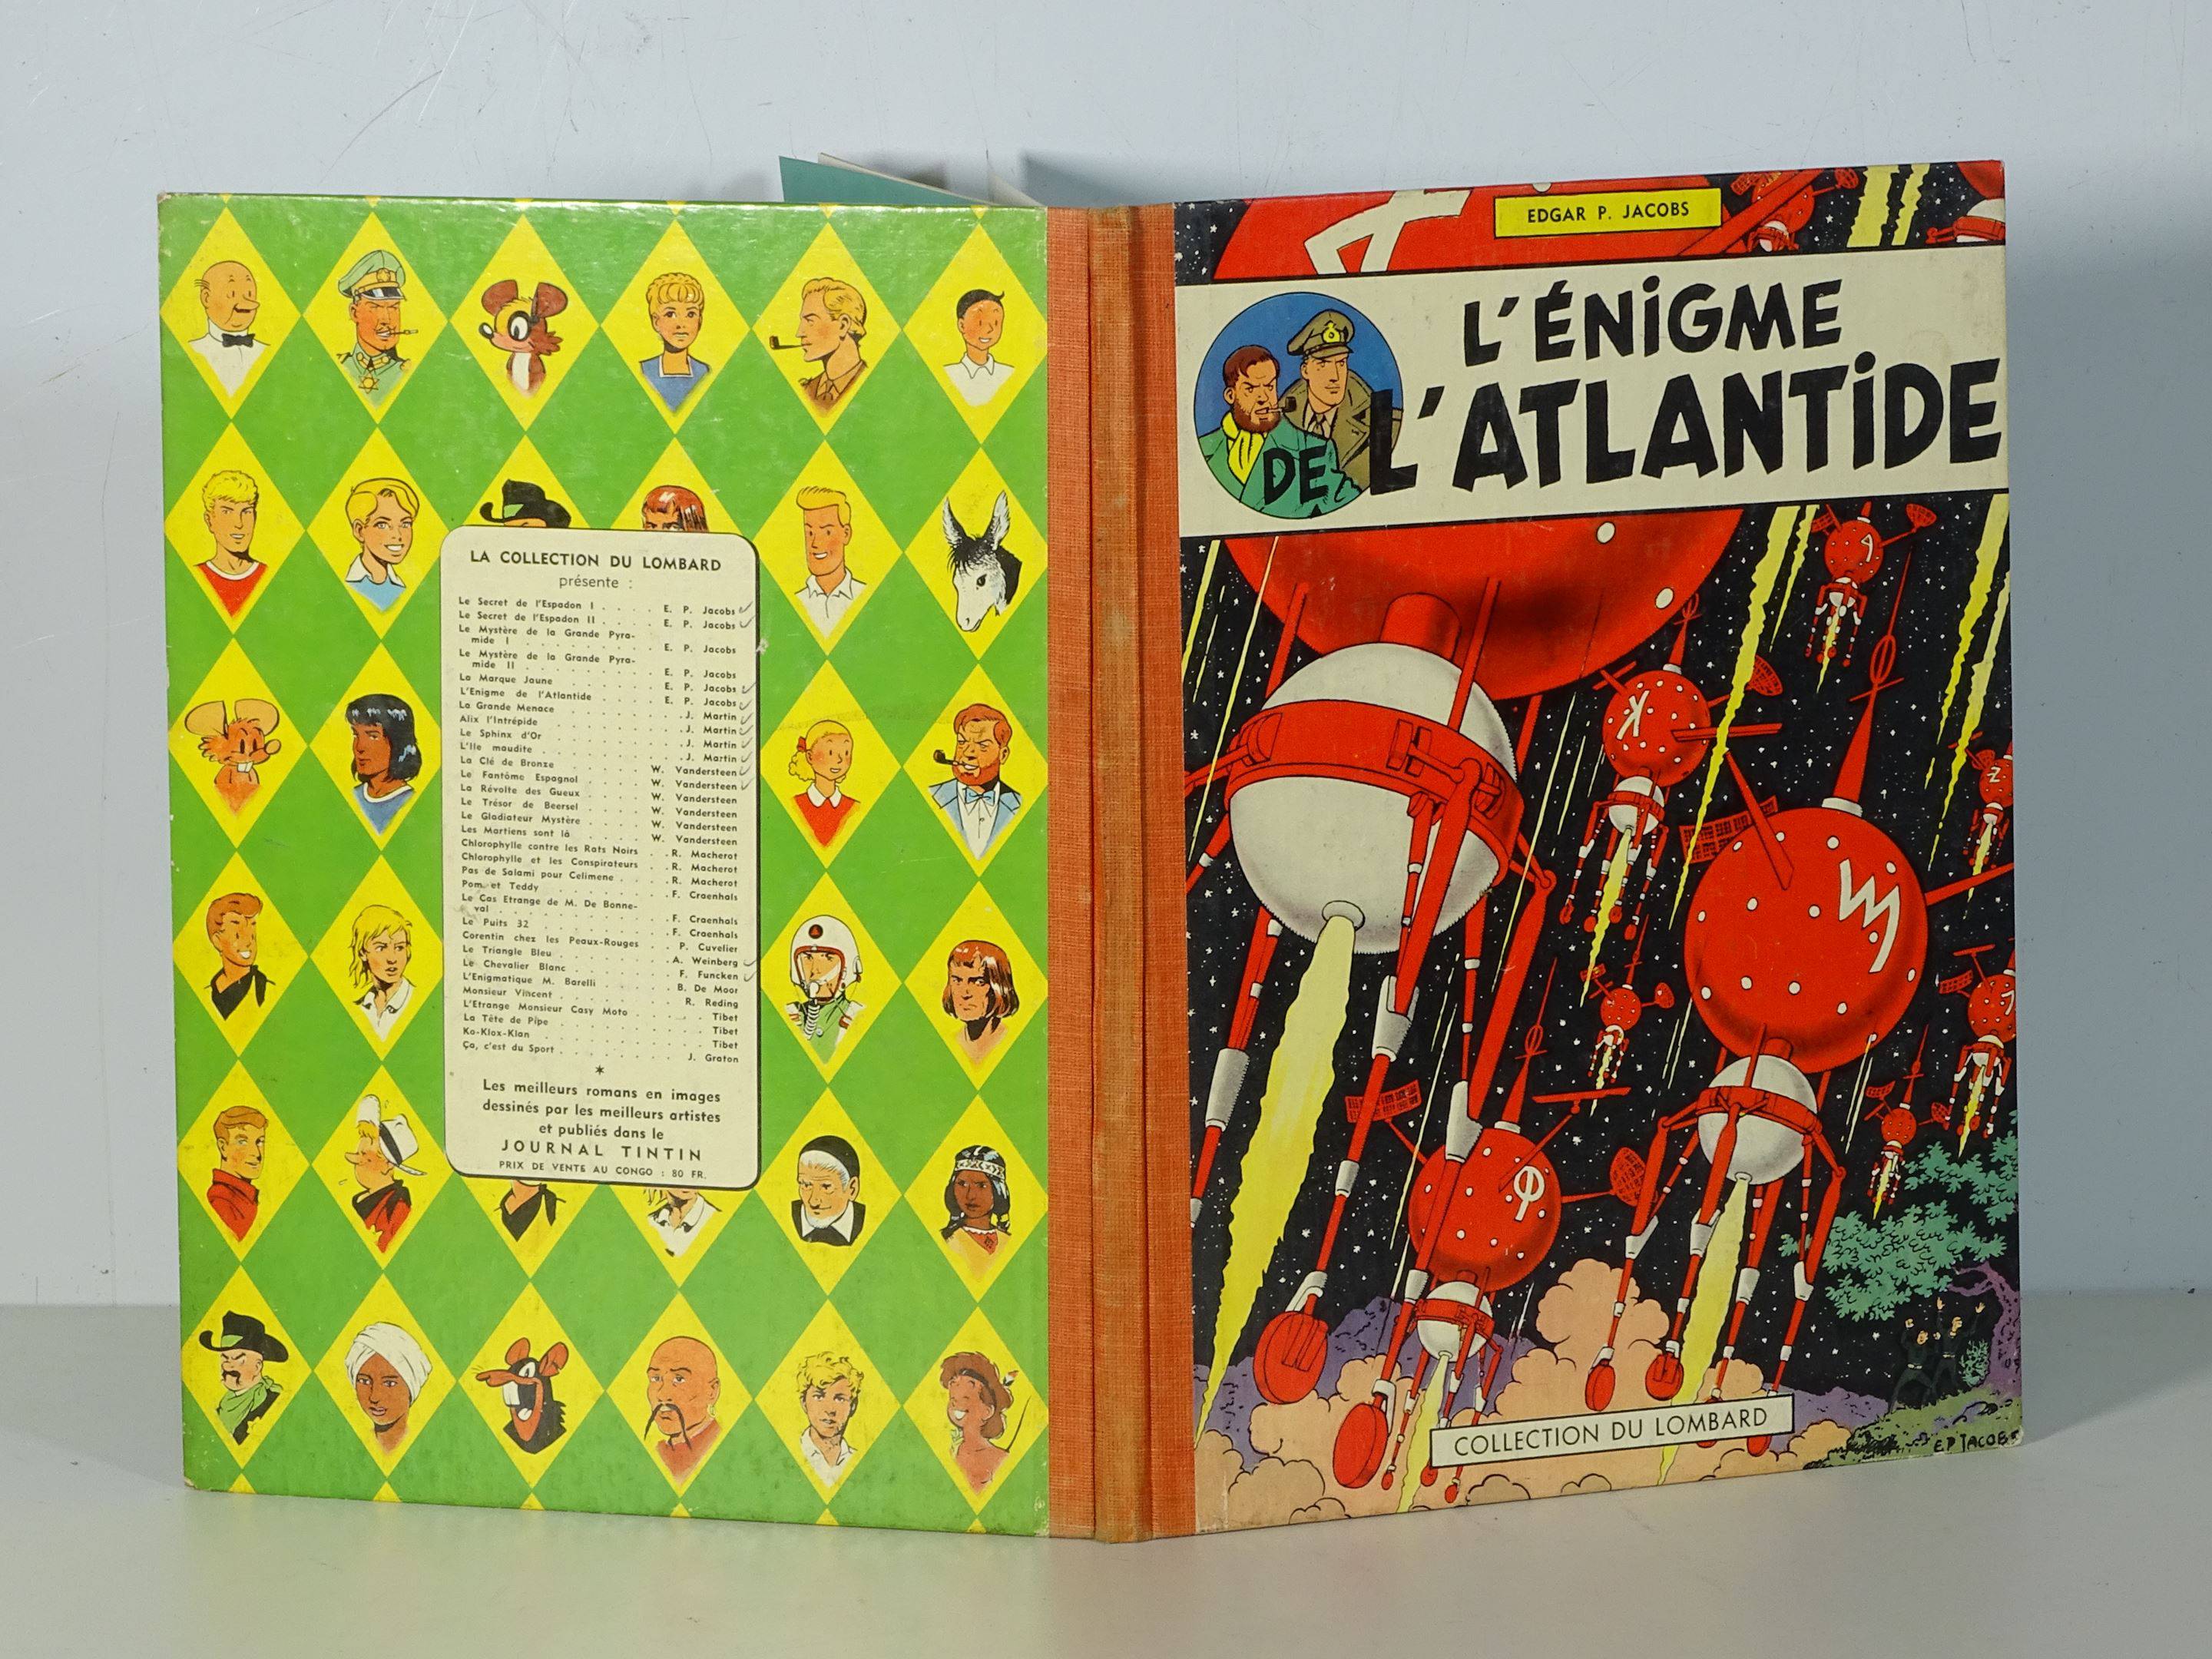 LA COLLECTION DU LOMBARD
présente :
Le Secret de l'Espadon I . . . . E. P. Jacobs
Le Secret de l'Espadon II . . . . E. P. Jacobs
Le Mystère de la Grande Pyra-
mide I . . . . . . . . E. P. Jacobs
Le Mystère de la Grande Pyra-
mide II . . . . . . . . E. P. Jacobs
La Marque Jaune . . . . . . E. P. Jacobs
L'Enigme de l'Atlantide . . . . E. P. Jacobs
La Grande Menace . . . . . . J. Martin
Alix l'Intrépide . . . . . . J. Martin
Le Sphinx d'Or . . . . . . J. Martin
L'Ile maudite . . . . . . J. Martin
La Clé de Bronze . . . . W. Vandersteen
Le Fantôme Espagnol . . . . W. Vandersteen
La Révolte des Gueux . . . . W. Vandersteen
Le Trésor de Beersel . . . . W. Vandersteen
Le Gladiateur Mystère . . . . W. Vandersteen
Les Martiens sont là . . . . W. Vandersteen
Chlorophylle contre les Rats Noirs . . R. Macherot
Chlorophylle et les Conspirateurs . . R. Macherot
Pas de Salami pour Celimene . . . R. Macherot
Pom et Teddy . . . . . . F. Craenhals
Le Cas Etrange de M. De Bonne-
val . . . . . . . . F. Craenhals
Le Puits 32 . . . . . . F. Craenhals
Corentin chez les Peaux-Rouges . . P. Cuvelier
Le Triangle Bleu . . . . . . A. Weinberg
Le Chevalier Blanc . . . . . . F. Funcken
L'Enigmatique M. Barelli . . . . B. De Moor
Monsieur Vincent . . . . . . R. Reding
L'Etrange Monsieur Casy Moto . . . Tibet
La Tête de Pipe . . . . . . Tibet
Ko-Klox-Klan . . . . . . Tibet
Ça, c'est du Sport . . . . . . J. Graton
*
Les meilleurs romans en images
dessinés par les meilleurs artistes
et publiés dans le
JOURNAL TINTIN
PRIX DE VENTE AU CONGO : 80 FR.
EDGAR P. JACOBS
L'ÉNIGME
DE L'ATLANTIDE
COLLECTION DU LOMBARD
E.P. JACOBS